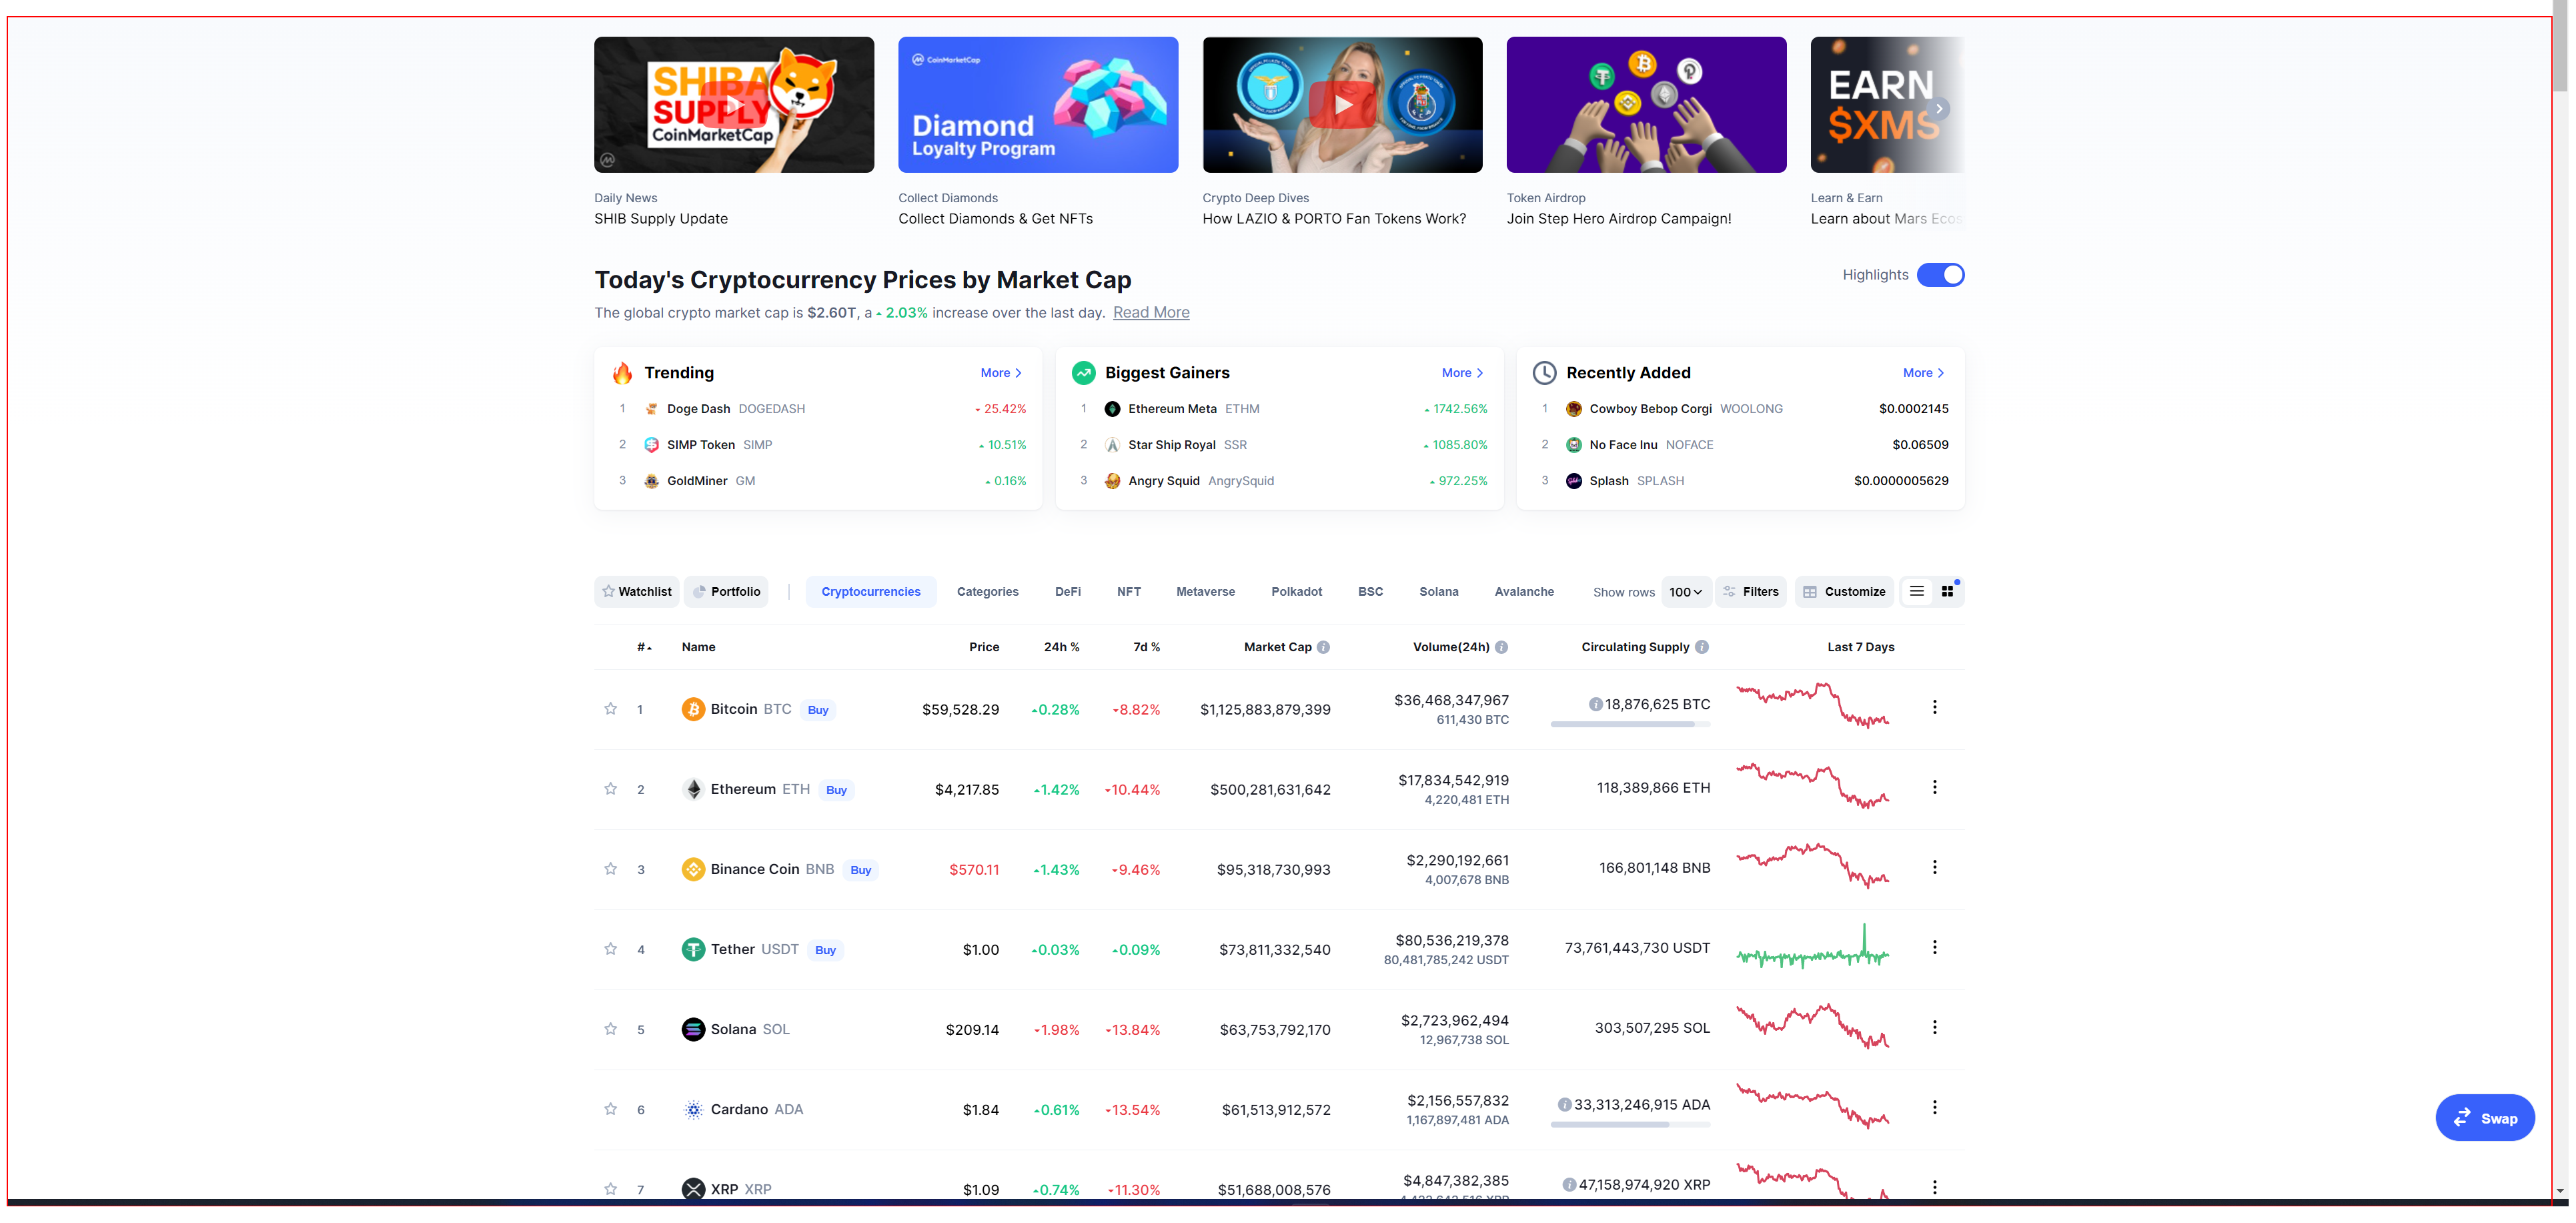 SHIBA
SUPPLY
CoinMarketCap
CoinMarketCap
Diamond
Loyalty Program
EARN
$XMS
Daily News
SHIB Supply Update
Collect Diamonds
Collect Diamonds & Get NFTs
Crypto Deep Dives
How LAZIO & PORTO Fan Tokens Work?
Token Airdrop
Join Step Hero Airdrop Campaign!
Learn & Earn
Learn about Mars Ecos
Today's Cryptocurrency Prices by Market Cap
Highlights
The global crypto market cap is $2.60T, a 2.03% increase over the last day. Read More
Trending More
1 Doge Dash DOGEDASH 25.42%
2 SIMP Token SIMP 10.51%
3 GoldMiner GM 0.16%
Biggest Gainers More
1 Ethereum Meta ETHM 1742.56%
2 Star Ship Royal SSR 1085.80%
3 Angry Squid AngrySquid 972.25%
Recently Added More
1 Cowboy Bebop Corgi WOOLONG $0.0002145
2 No Face Inu NOFACE $0.06509
3 Splash SPLASH $0.0000005629
Watchlist Portfolio Cryptocurrencies Categories DeFi NFT Metaverse Polkadot BSC Solana Avalanche Show rows 100 Filters Customize
# Name Price 24h % 7d % Market Cap Volume(24h) Circulating Supply Last 7 Days
1 Bitcoin BTC Buy $59,528.29 0.28% 8.82% $1,125,883,879,399 $36,468,347,967 18,876,625 BTC
611,430 BTC
2 Ethereum ETH Buy $4,217.85 1.42% 10.44% $500,281,631,642 $17,834,542,919 118,389,866 ETH
4,220,481 ETH
3 Binance Coin BNB Buy $570.11 1.43% 9.46% $95,318,730,993 $2,290,192,661 166,801,148 BNB
4,007,678 BNB
4 Tether USDT Buy $1.00 0.03% 0.09% $73,811,332,540 $80,536,219,378 73,761,443,730 USDT
80,481,785,242 USDT
5 Solana SOL $209.14 1.98% 13.84% $63,753,792,170 $2,723,962,494 303,507,295 SOL
12,967,738 SOL
6 Cardano ADA $1.84 0.61% 13.54% $61,513,912,572 $2,156,557,832 33,313,246,915 ADA
1,167,897,481 ADA
Swap
7 XRP XRP $1.09 0.74% 11.30% $51,688,008,576 $4,847,382,385 47,158,974,920 XRP